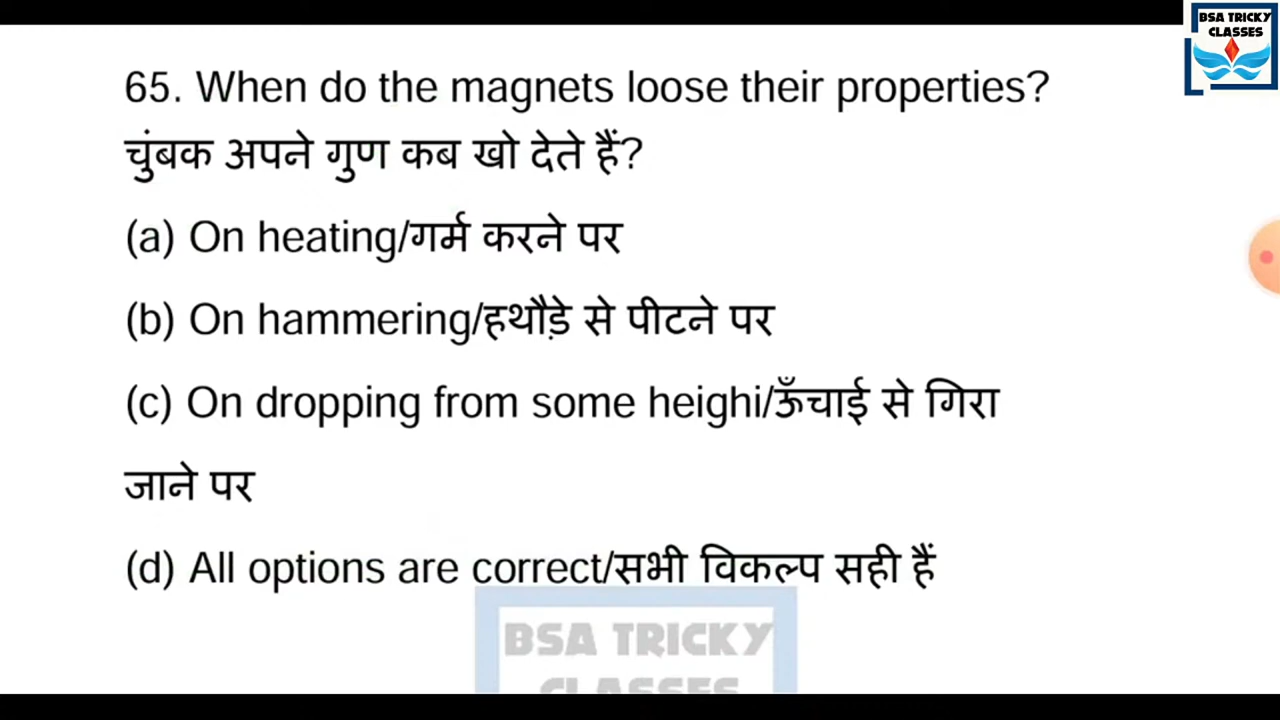 BSA TRICKY
CLASSES
65. When do the magnets loose their properties?
चुंबक अपने गुण कब खो देते हैं?
(a) On heating/गर्म करने पर
(b) On hammering/हथौड़े से पीटने पर
(c) On dropping from some heighi/ऊँचाई से गिरा
जाने पर
(d) All options are correct/सभी विकल्प सही हैं
BSA TRICKY
CLASSES